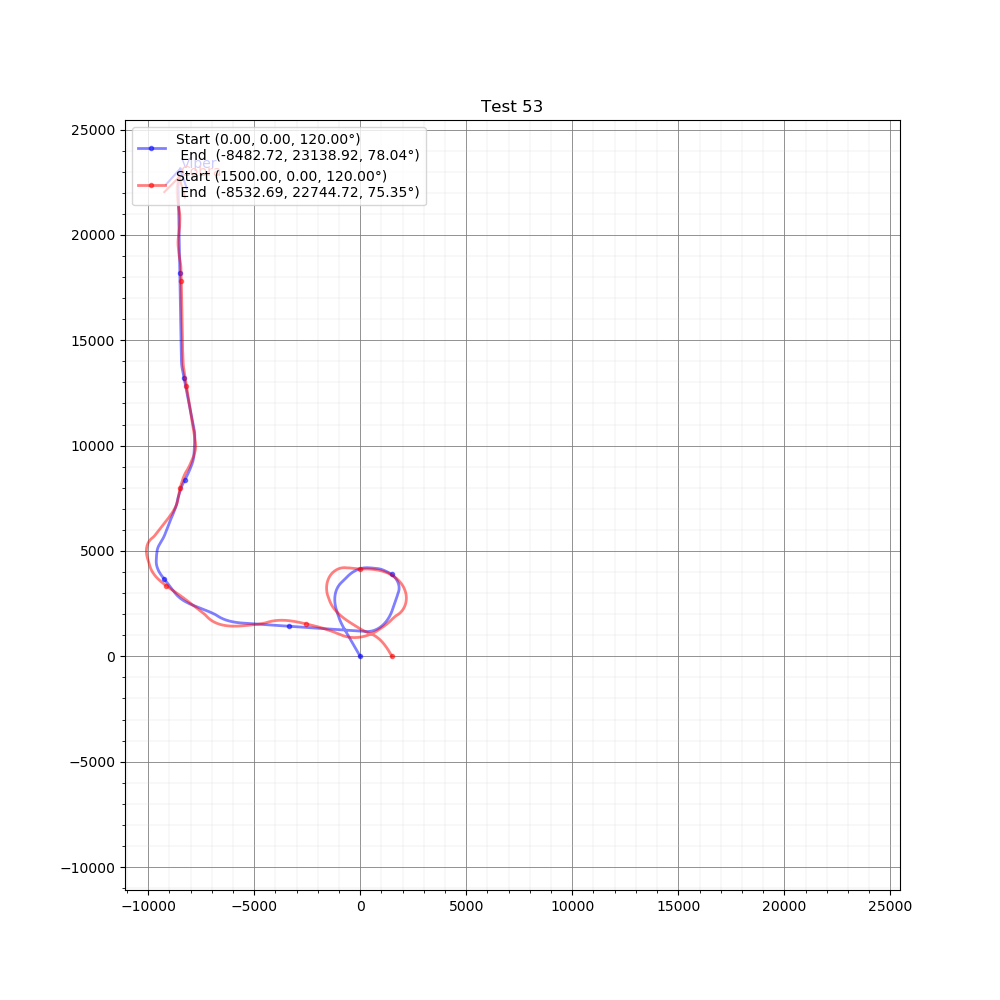 Test 53
Start (0.00, 0.00, 120.00°)
End (-8482.72, 23138.92, 78.04°)
Start (1500.00, 0.00, 120.00°)
End (-8532.69, 22744.72, 75.35°)
25000
20000
15000
10000
5000
0
−5000
−10000
−10000 −5000 0 5000 10000 15000 20000 25000